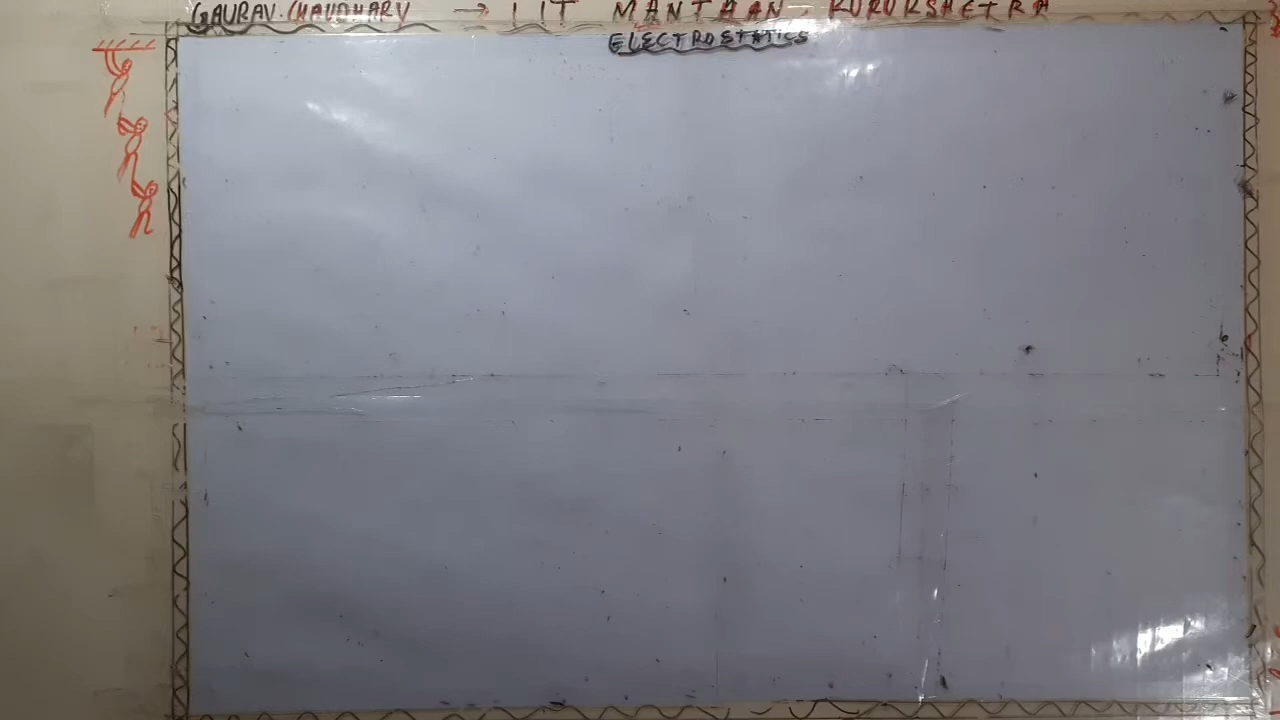 GAURAV. CHAUDHARY → IIT MANTHAN - KURUKSHETRA
ELECTROSTATICS